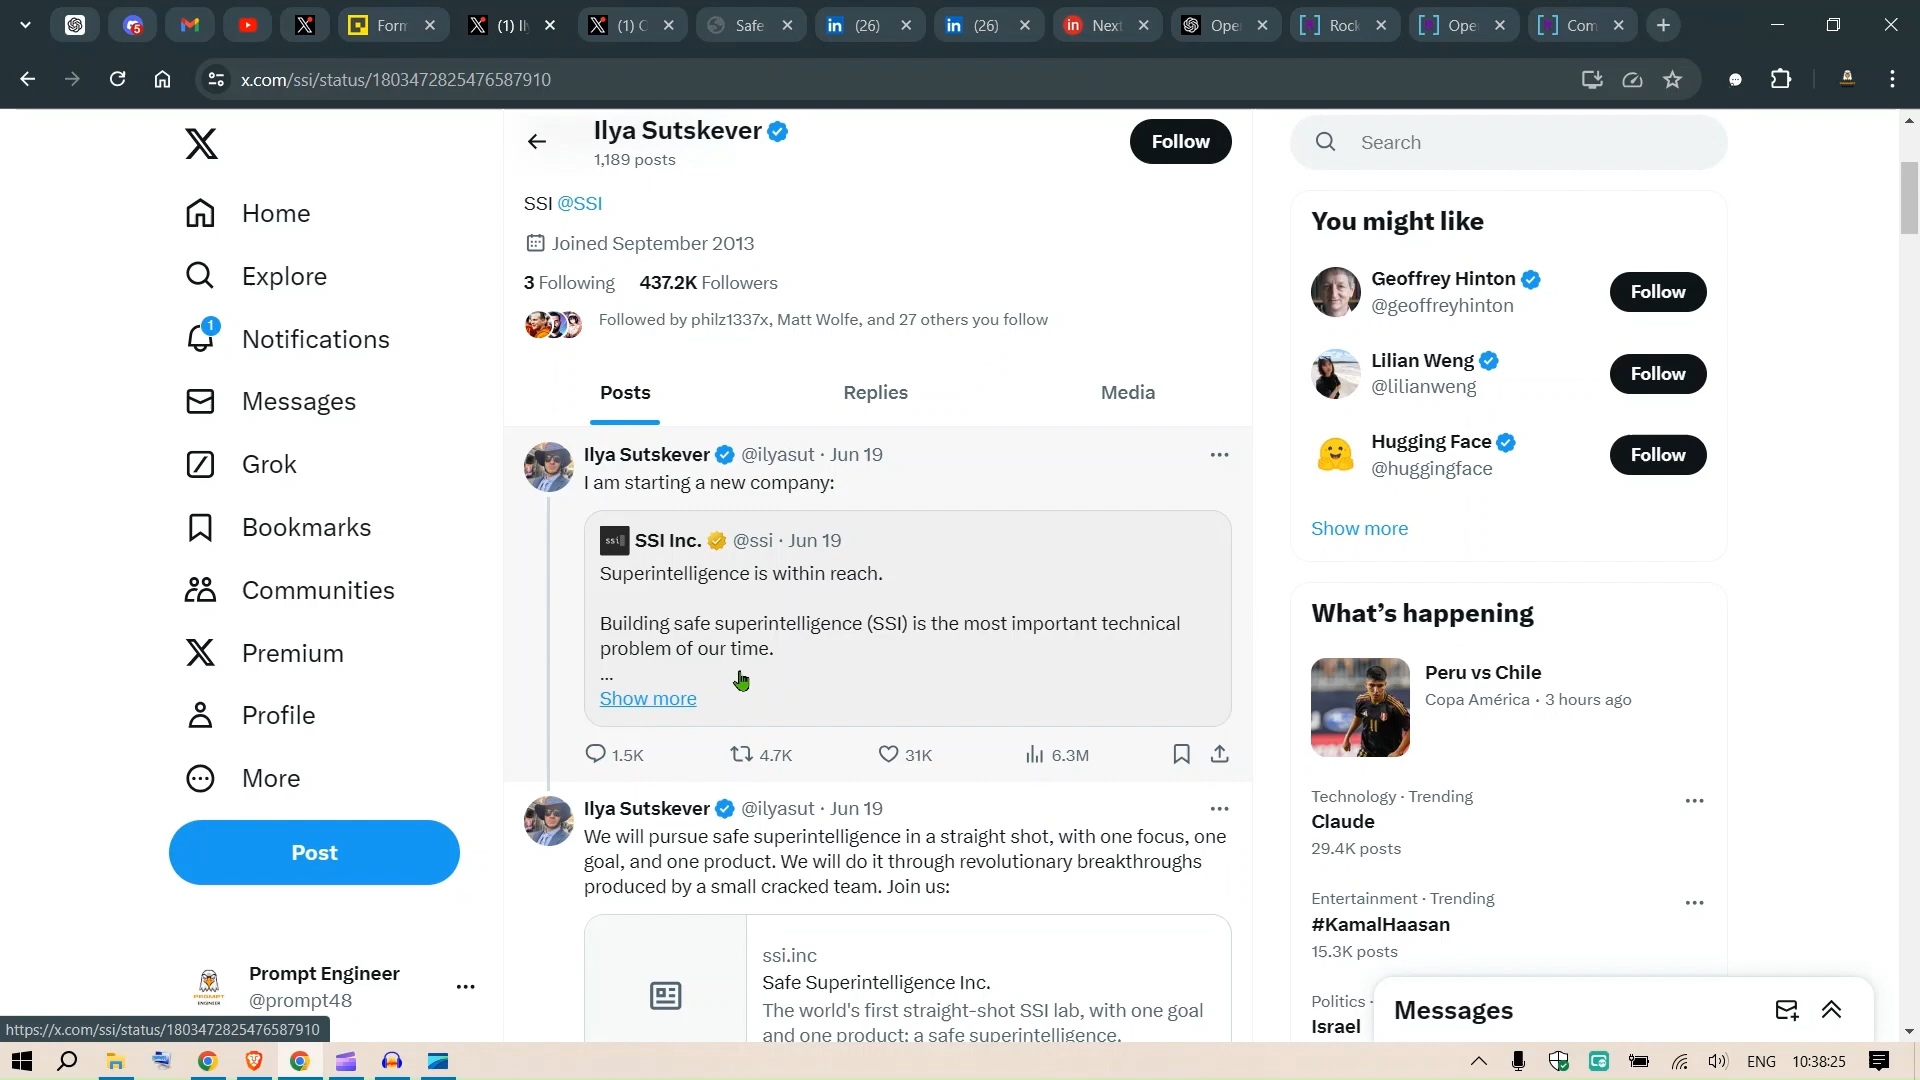 Form
(1) Il
(1) C
Safe
(26)
(26)
Next
Ope
Rock
Ope
Com
x.com/ssi/status/1803472825476587910
Home
Explore
1
Notifications
Messages
Grok
Bookmarks
Communities
Premium
Profile
More
Post
Prompt Engineer
@prompt48
https://x.com/ssi/status/1803472825476587910
Ilya Sutskever
1,189 posts
Follow
SSI @SSI
Joined September 2013
3 Following 437.2K Followers
Followed by philz1337x, Matt Wolfe, and 27 others you follow
Posts Replies Media
Ilya Sutskever @ilyasut · Jun 19
I am starting a new company:
ssi
SSI Inc. @ssi · Jun 19
Superintelligence is within reach.
Building safe superintelligence (SSI) is the most important technical
problem of our time.
...
Show more
1.5K 4.7K 31K 6.3M
Ilya Sutskever @ilyasut · Jun 19
We will pursue safe superintelligence in a straight shot, with one focus, one
goal, and one product. We will do it through revolutionary breakthroughs
produced by a small cracked team. Join us:
ssi.inc
Safe Superintelligence Inc.
The world's first straight-shot SSI lab, with one goal
and one product: a safe superintelligence.
Search
You might like
Geoffrey Hinton
@geoffreyhinton
Follow
Lilian Weng
@lilianweng
Follow
Hugging Face
@huggingface
Follow
Show more
What's happening
Peru vs Chile
Copa América · 3 hours ago
Technology · Trending
Claude
29.4K posts
Entertainment · Trending
#KamalHaasan
15.3K posts
Politics ·
Israel
Messages
ENG 10:38:25